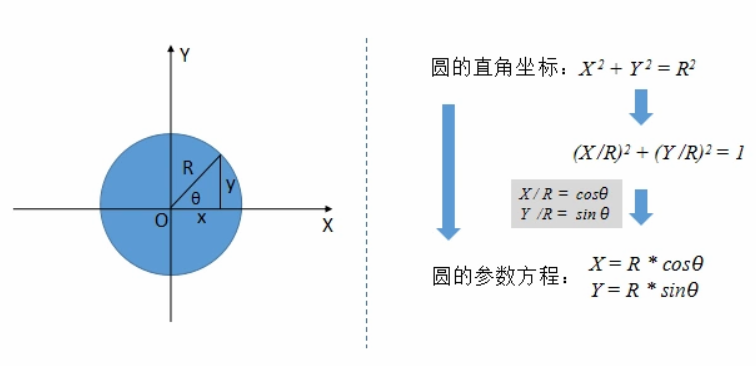 Y
R
y
θ
O
x
X
圆的直角坐标：X² + Y² = R²
(X/R)² + (Y/R)² = 1
X/R = cosθ
Y/R = sinθ
圆的参数方程：
X = R * cosθ
Y = R * sinθ